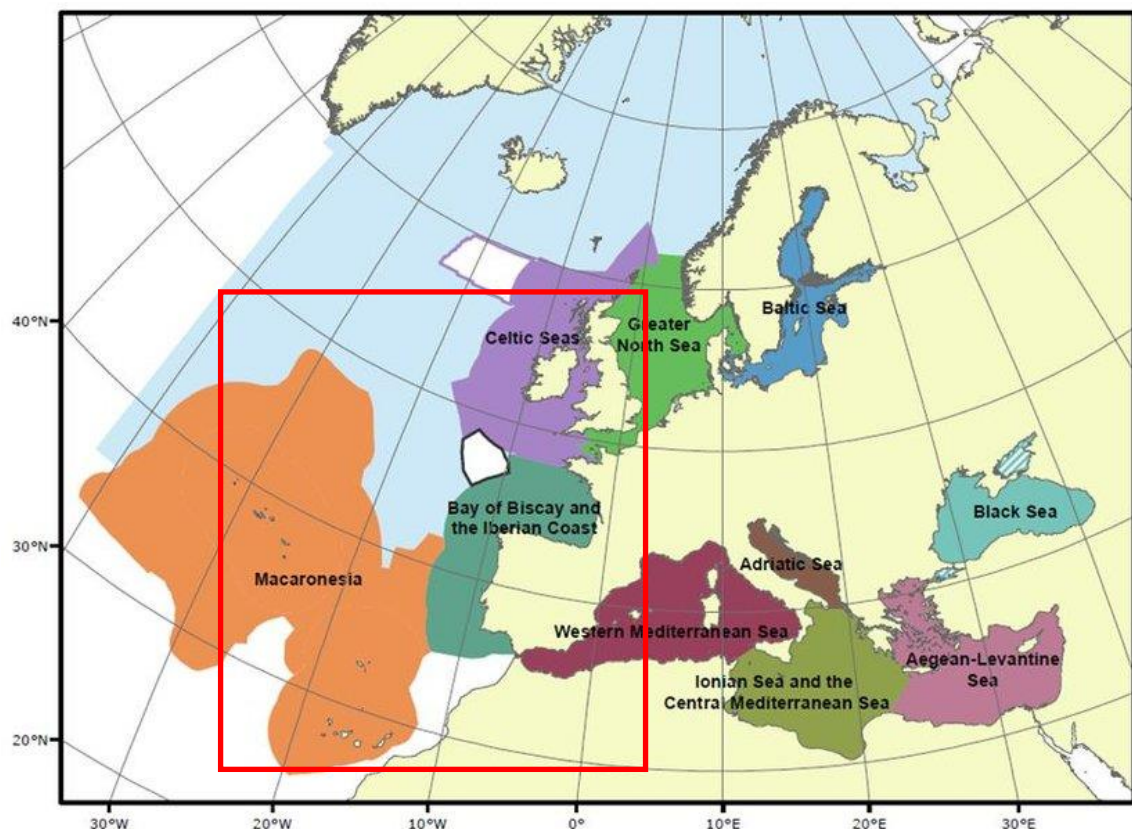 40°N
30°N
20°N
30°W
20°W
10°W
0°
10°E
20°E
30°E
Celtic Seas
Greater
North Sea
Baltic Sea
Bay of Biscay and
the Iberian Coast
Black Sea
Macaronesia
Adriatic Sea
Western Mediterranean Sea
Aegean-Levantine
Sea
Ionian Sea and the
Central Mediterranean Sea